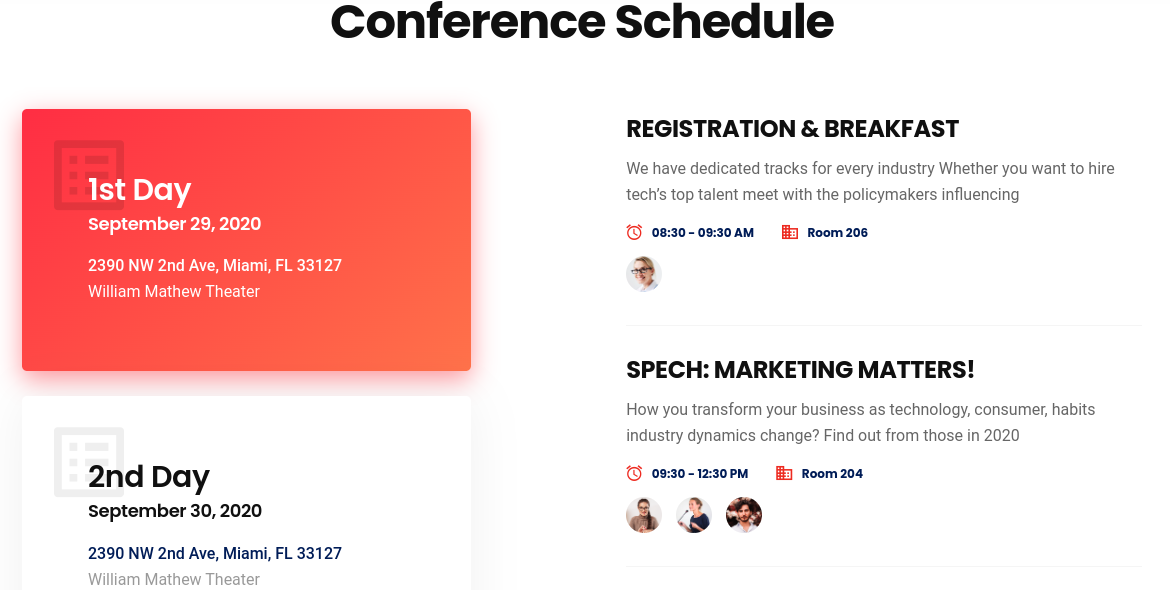 Conference Schedule
1st Day
September 29, 2020
2390 NW 2nd Ave, Miami, FL 33127
William Mathew Theater
2nd Day
September 30, 2020
2390 NW 2nd Ave, Miami, FL 33127
William Mathew Theater
REGISTRATION & BREAKFAST
We have dedicated tracks for every industry Whether you want to hire
tech’s top talent meet with the policymakers influencing
08:30 - 09:30 AM
Room 206
SPECH: MARKETING MATTERS!
How you transform your business as technology, consumer, habits
industry dynamics change? Find out from those in 2020
09:30 - 12:30 PM
Room 204